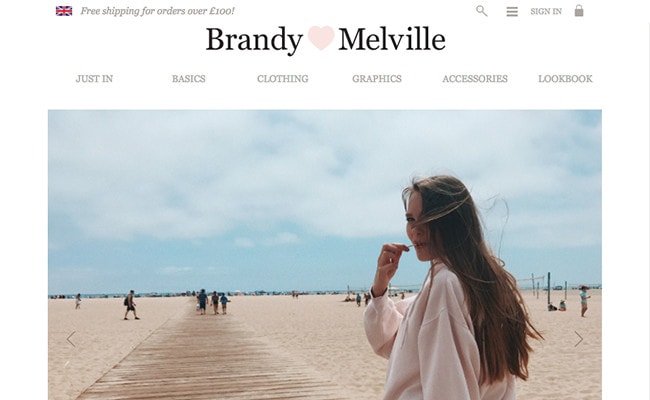 Free shipping for orders over £100!
SIGN IN
Brandy Melville
JUST IN BASICS CLOTHING GRAPHICS ACCESSORIES LOOKBOOK